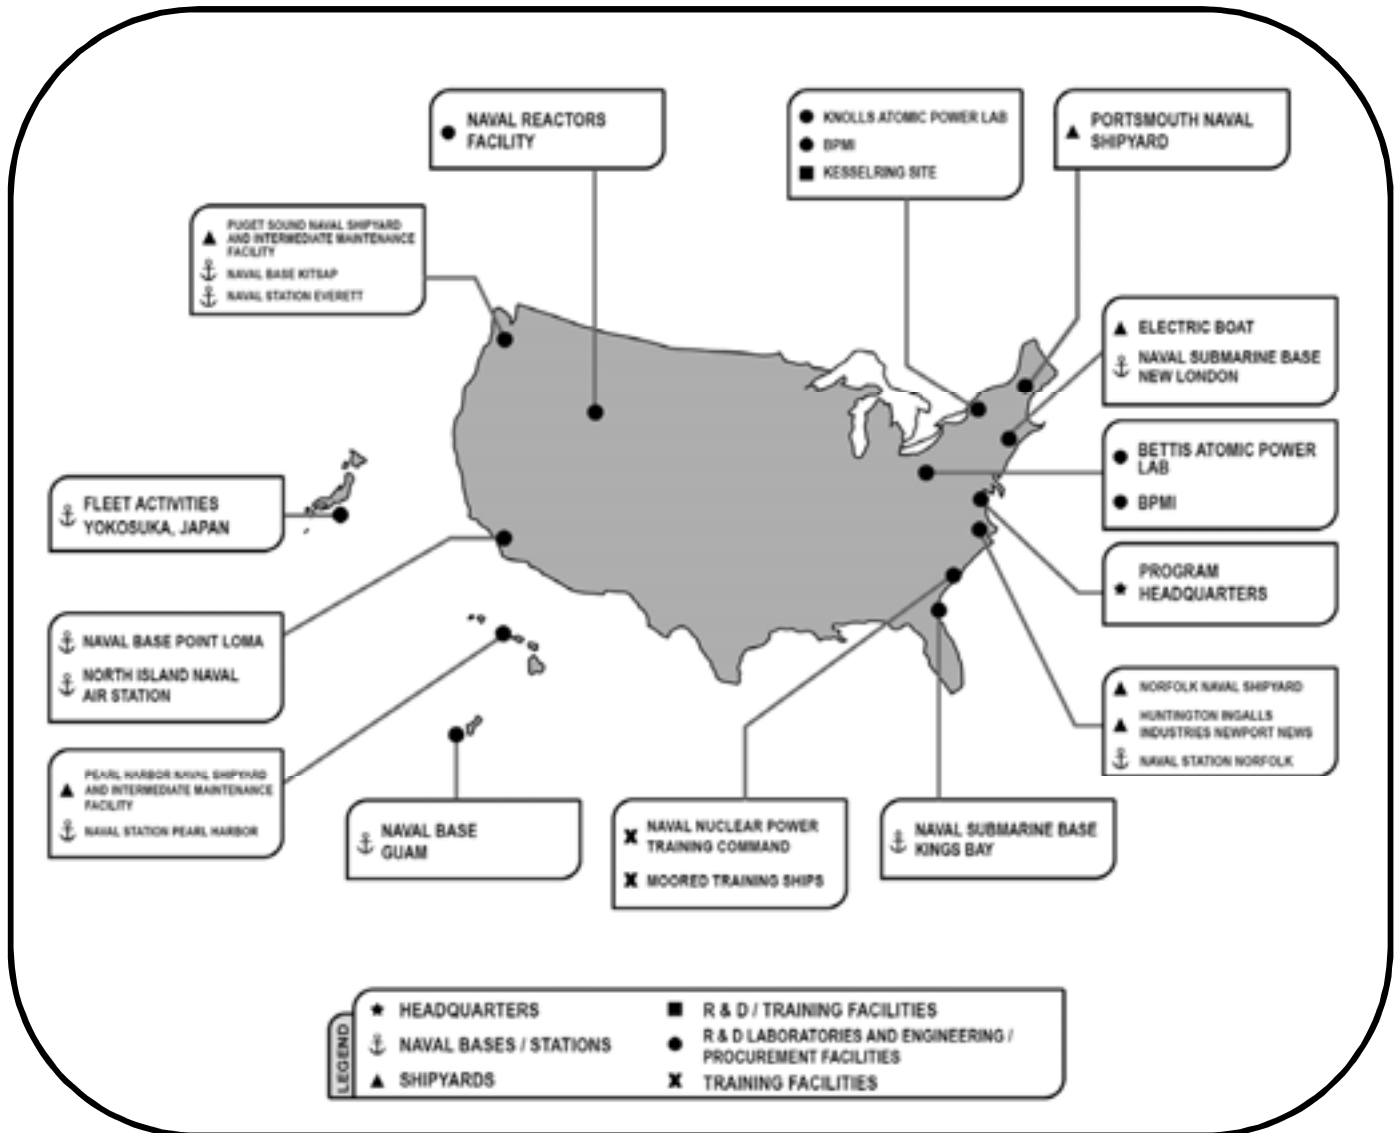 NAVAL REACTORS
FACILITY
KNOLLS ATOMIC POWER LAB
BPMI
KESSELRING SITE
PORTSMOUTH NAVAL
SHIPYARD
PUGET SOUND NAVAL SHIPYARD
AND INTERMEDIATE MAINTENANCE
FACILITY
NAVAL BASE KITSAP
NAVAL STATION EVERETT
ELECTRIC BOAT
NAVAL SUBMARINE BASE
NEW LONDON
BETTIS ATOMIC POWER
LAB
BPMI
FLEET ACTIVITIES
YOKOSUKA, JAPAN
PROGRAM
HEADQUARTERS
NAVAL BASE POINT LOMA
NORTH ISLAND NAVAL
AIR STATION
NORFOLK NAVAL SHIPYARD
HUNTINGTON INGALLS
INDUSTRIES NEWPORT NEWS
NAVAL STATION NORFOLK
PEARL HARBOR NAVAL SHIPYARD
AND INTERMEDIATE MAINTENANCE
FACILITY
NAVAL STATION PEARL HARBOR
NAVAL BASE
GUAM
NAVAL NUCLEAR POWER
TRAINING COMMAND
MOORED TRAINING SHIPS
NAVAL SUBMARINE BASE
KINGS BAY
LEGEND
HEADQUARTERS
NAVAL BASES / STATIONS
SHIPYARDS
R & D / TRAINING FACILITIES
R & D LABORATORIES AND ENGINEERING /
PROCUREMENT FACILITIES
TRAINING FACILITIES